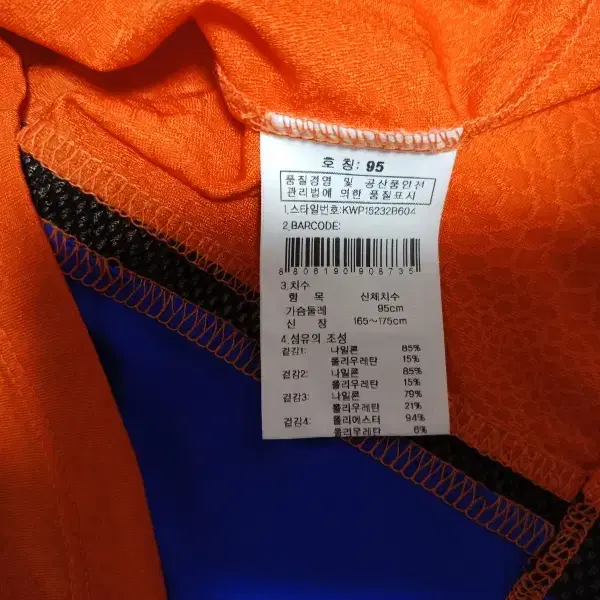 호 칭: 95
품질경영 및 공산품안전
관리법에 의한 품질표시
1.스타일번호:KWP15232B604
2.BARCODE:
8806190908735
3.치수
항 목 신체치수
가슴둘레 95cm
신 장 165~175cm
4.섬유의 조성
겉감1: 나일론 85%
폴리우레탄 15%
겉감2: 나일론 85%
폴리우레탄 15%
겉감3: 나일론 79%
폴리우레탄 21%
겉감4: 폴리에스터 94%
폴리우레탄 6%